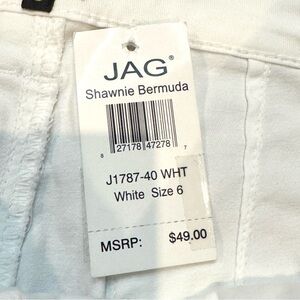 JAG®
Shawnie Bermuda
8 27178 47278 7
J1787-40 WHT
White Size 6
MSRP: $49.00